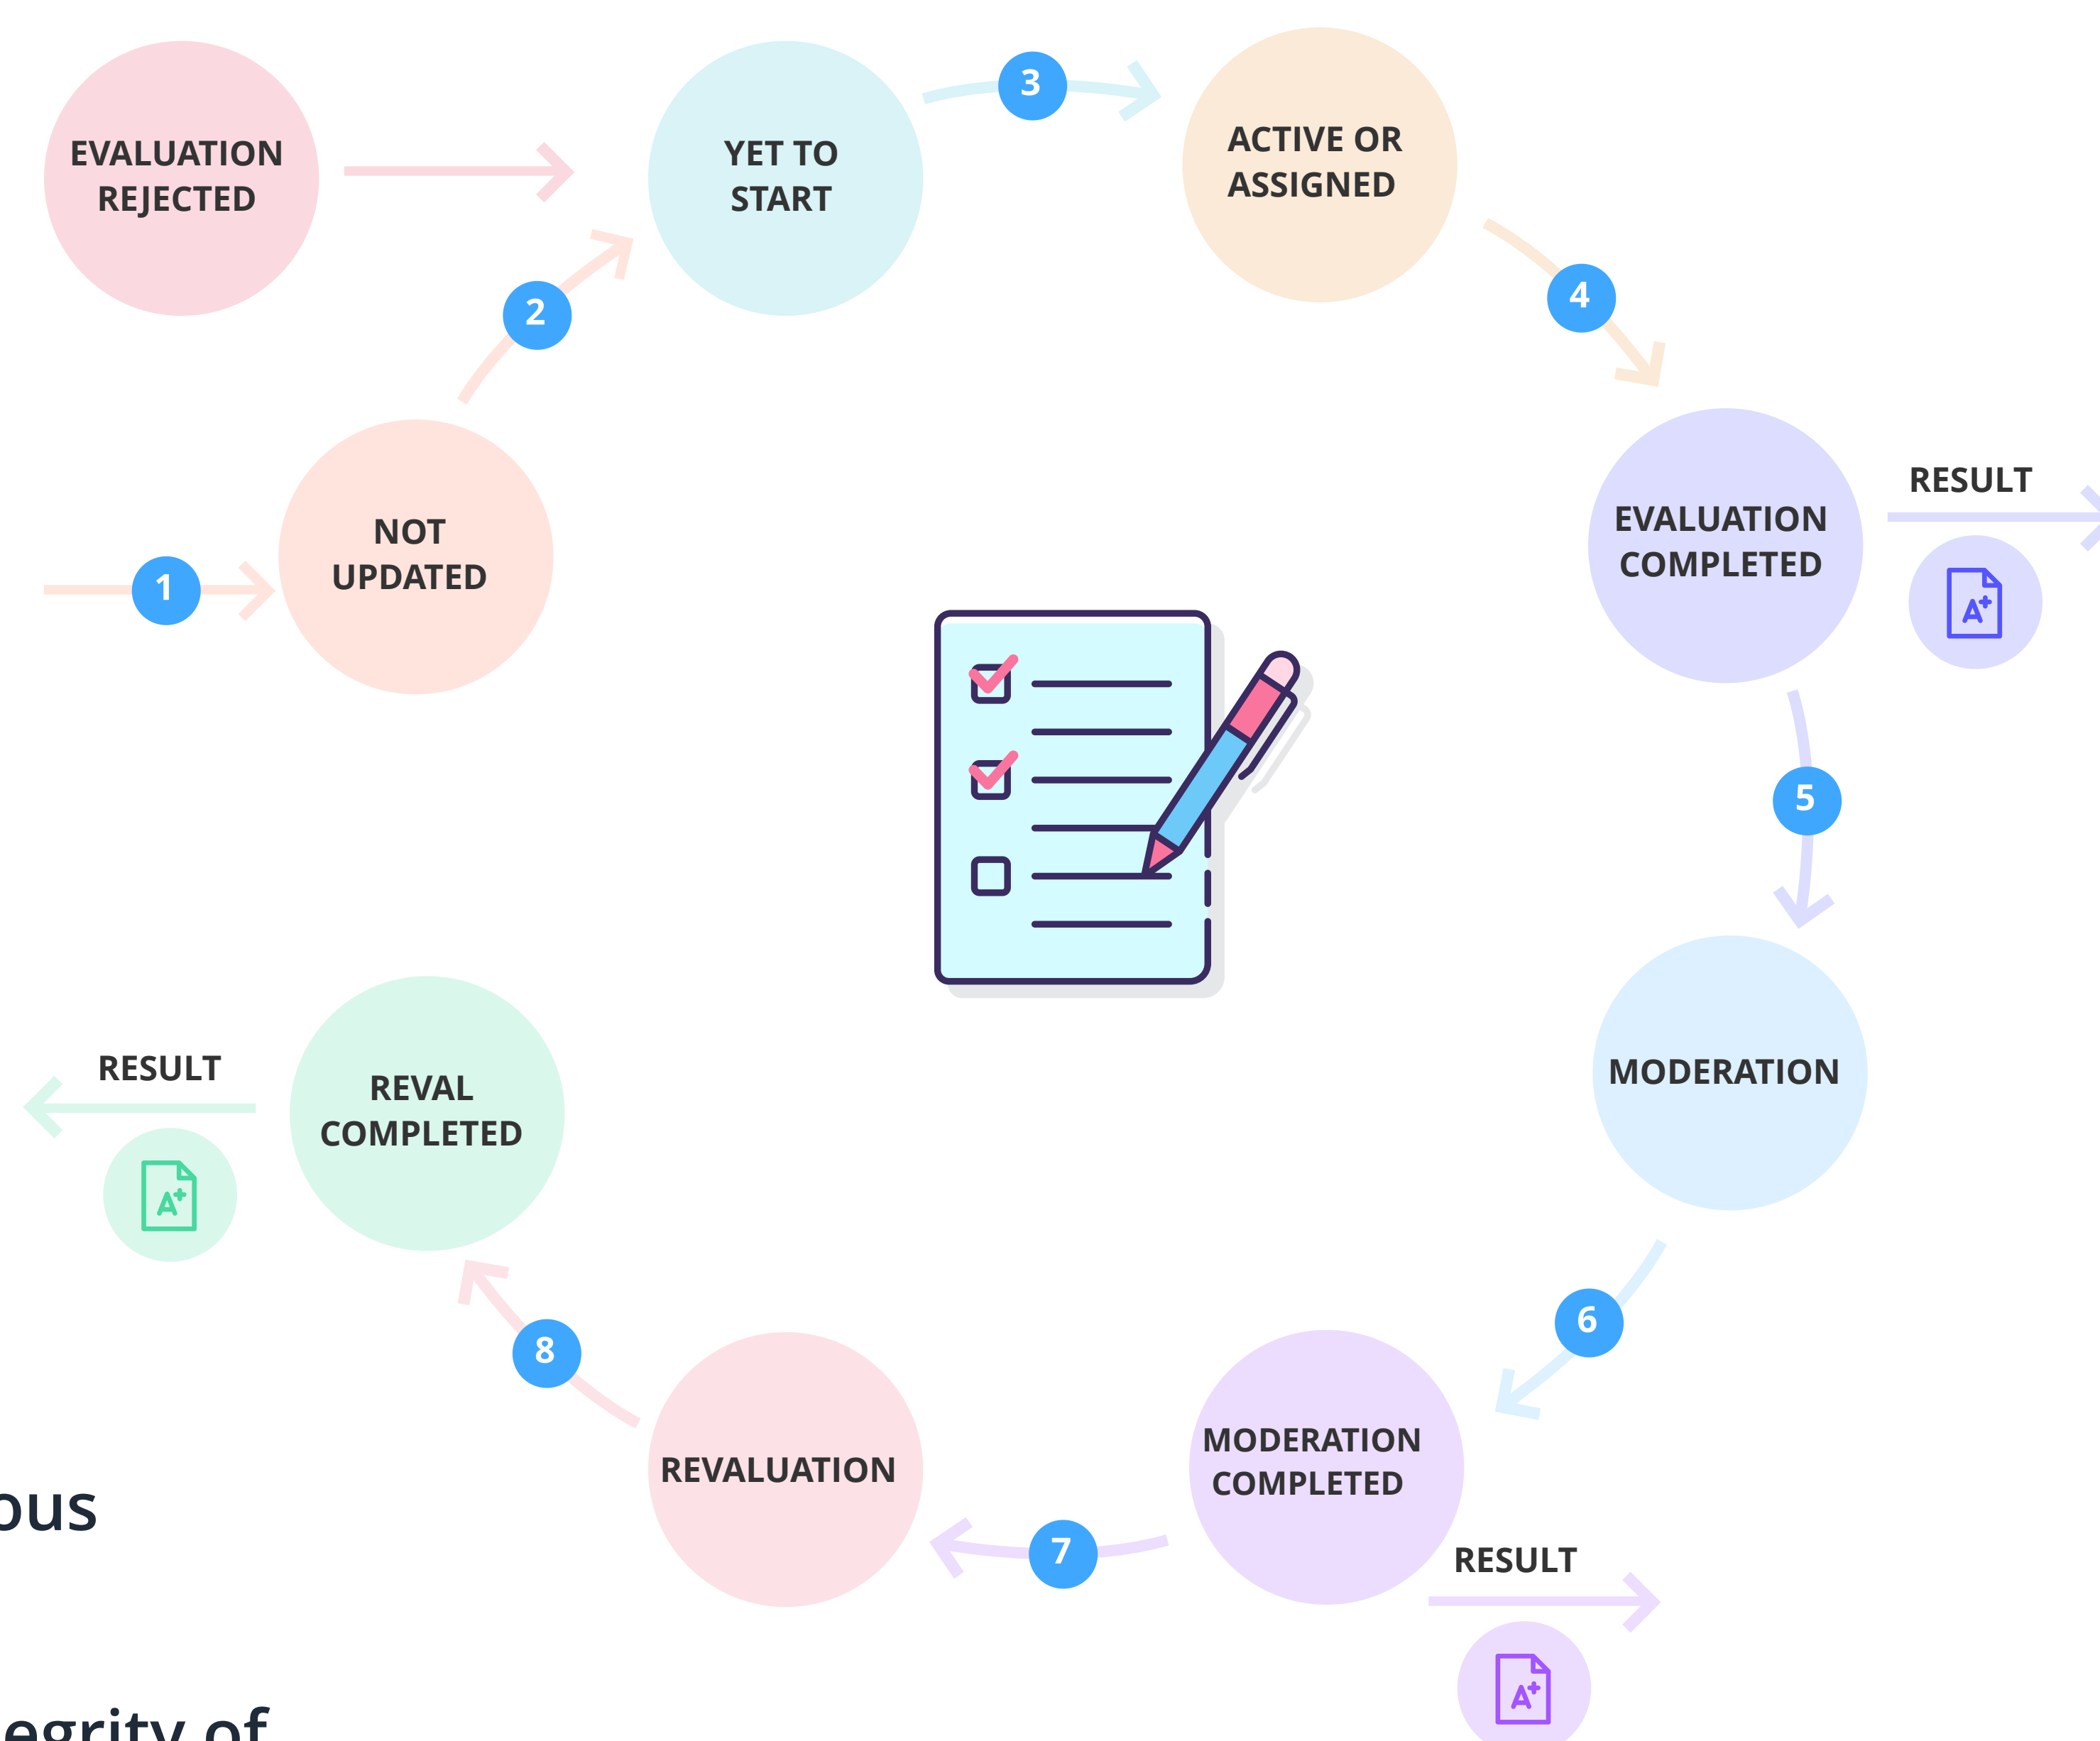 EVALUATION
REJECTED
YET TO
START
3
ACTIVE OR
ASSIGNED
2
4
1
NOT
UPDATED
EVALUATION
COMPLETED
RESULT
A+
5
MODERATION
RESULT
A+
REVAL
COMPLETED
6
8
REVALUATION
7
MODERATION
COMPLETED
RESULT
A+
ous
egrity of